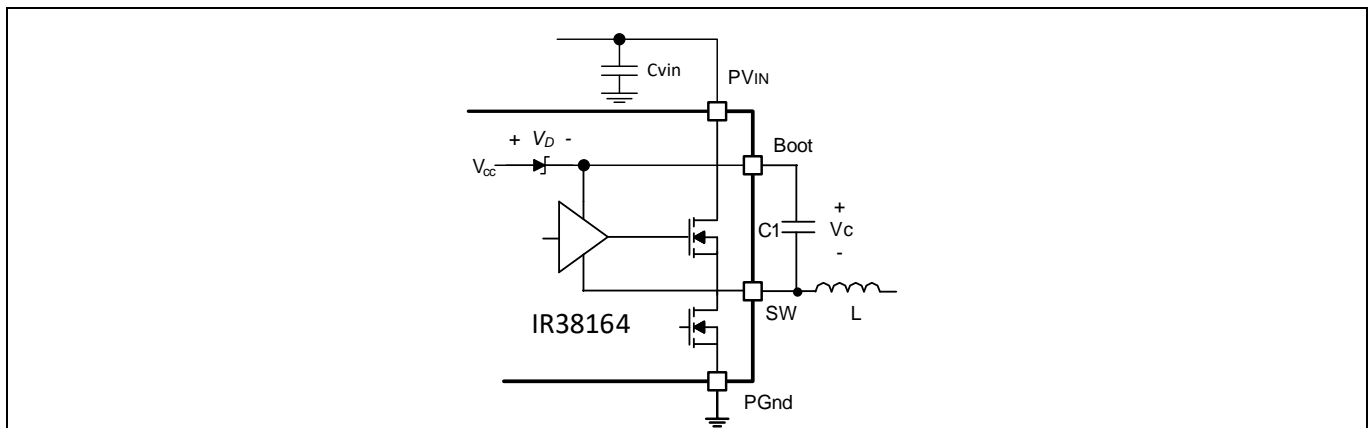 Cvin
PVIN
+ VD -
Boot
Vcc
+
C1
Vc
-
SW
L
IR38164
PGnd